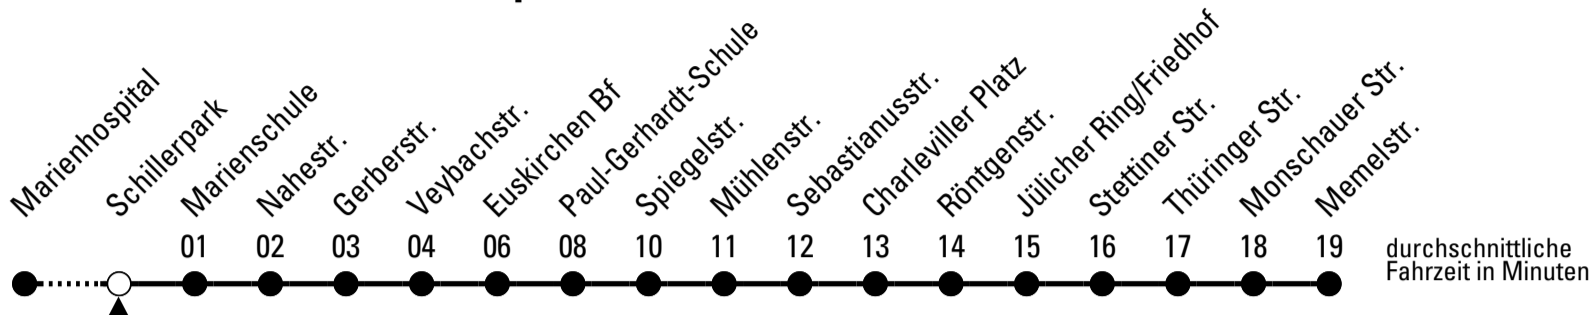 Marienhospital
Schillerpark
Marienschule
Nahestr.
Gerberstr.
Veybachstr.
Euskirchen Bf
Paul-Gerhardt-Schule
Spiegelstr.
Mühlenstr.
Sebastianusstr.
Charleviller Platz
Röntgenstr.
Jülicher Ring/Friedhof
Stettiner Str.
Thüringer Str.
Monschauer Str.
Memelstr.
01 02 03 04 06 08 10 11 12 13 14 15 16 17 18 19
durchschnittliche
Fahrzeit in Minuten